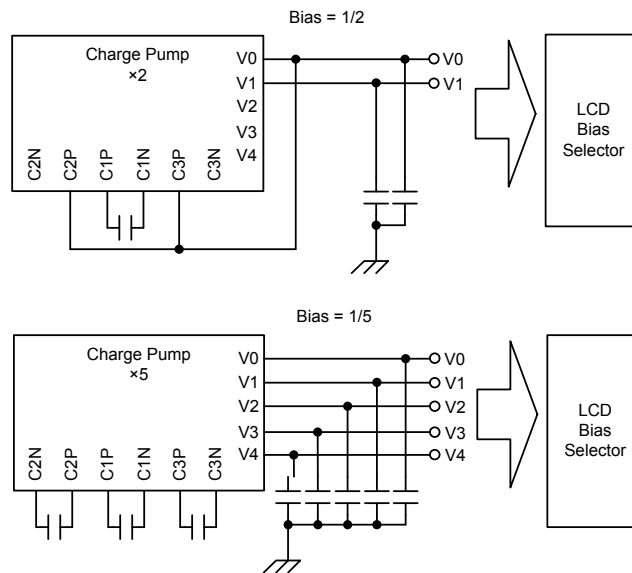 Bias = 1/2
Charge Pump
×2
V0
V1
V2
V3
V4
C2N
C2P
C1P
C1N
C3P
C3N
V0
V1
LCD
Bias
Selector
Bias = 1/5
Charge Pump
×5
V0
V1
V2
V3
V4
C2N
C2P
C1P
C1N
C3P
C3N
V0
V1
V2
V3
V4
LCD
Bias
Selector